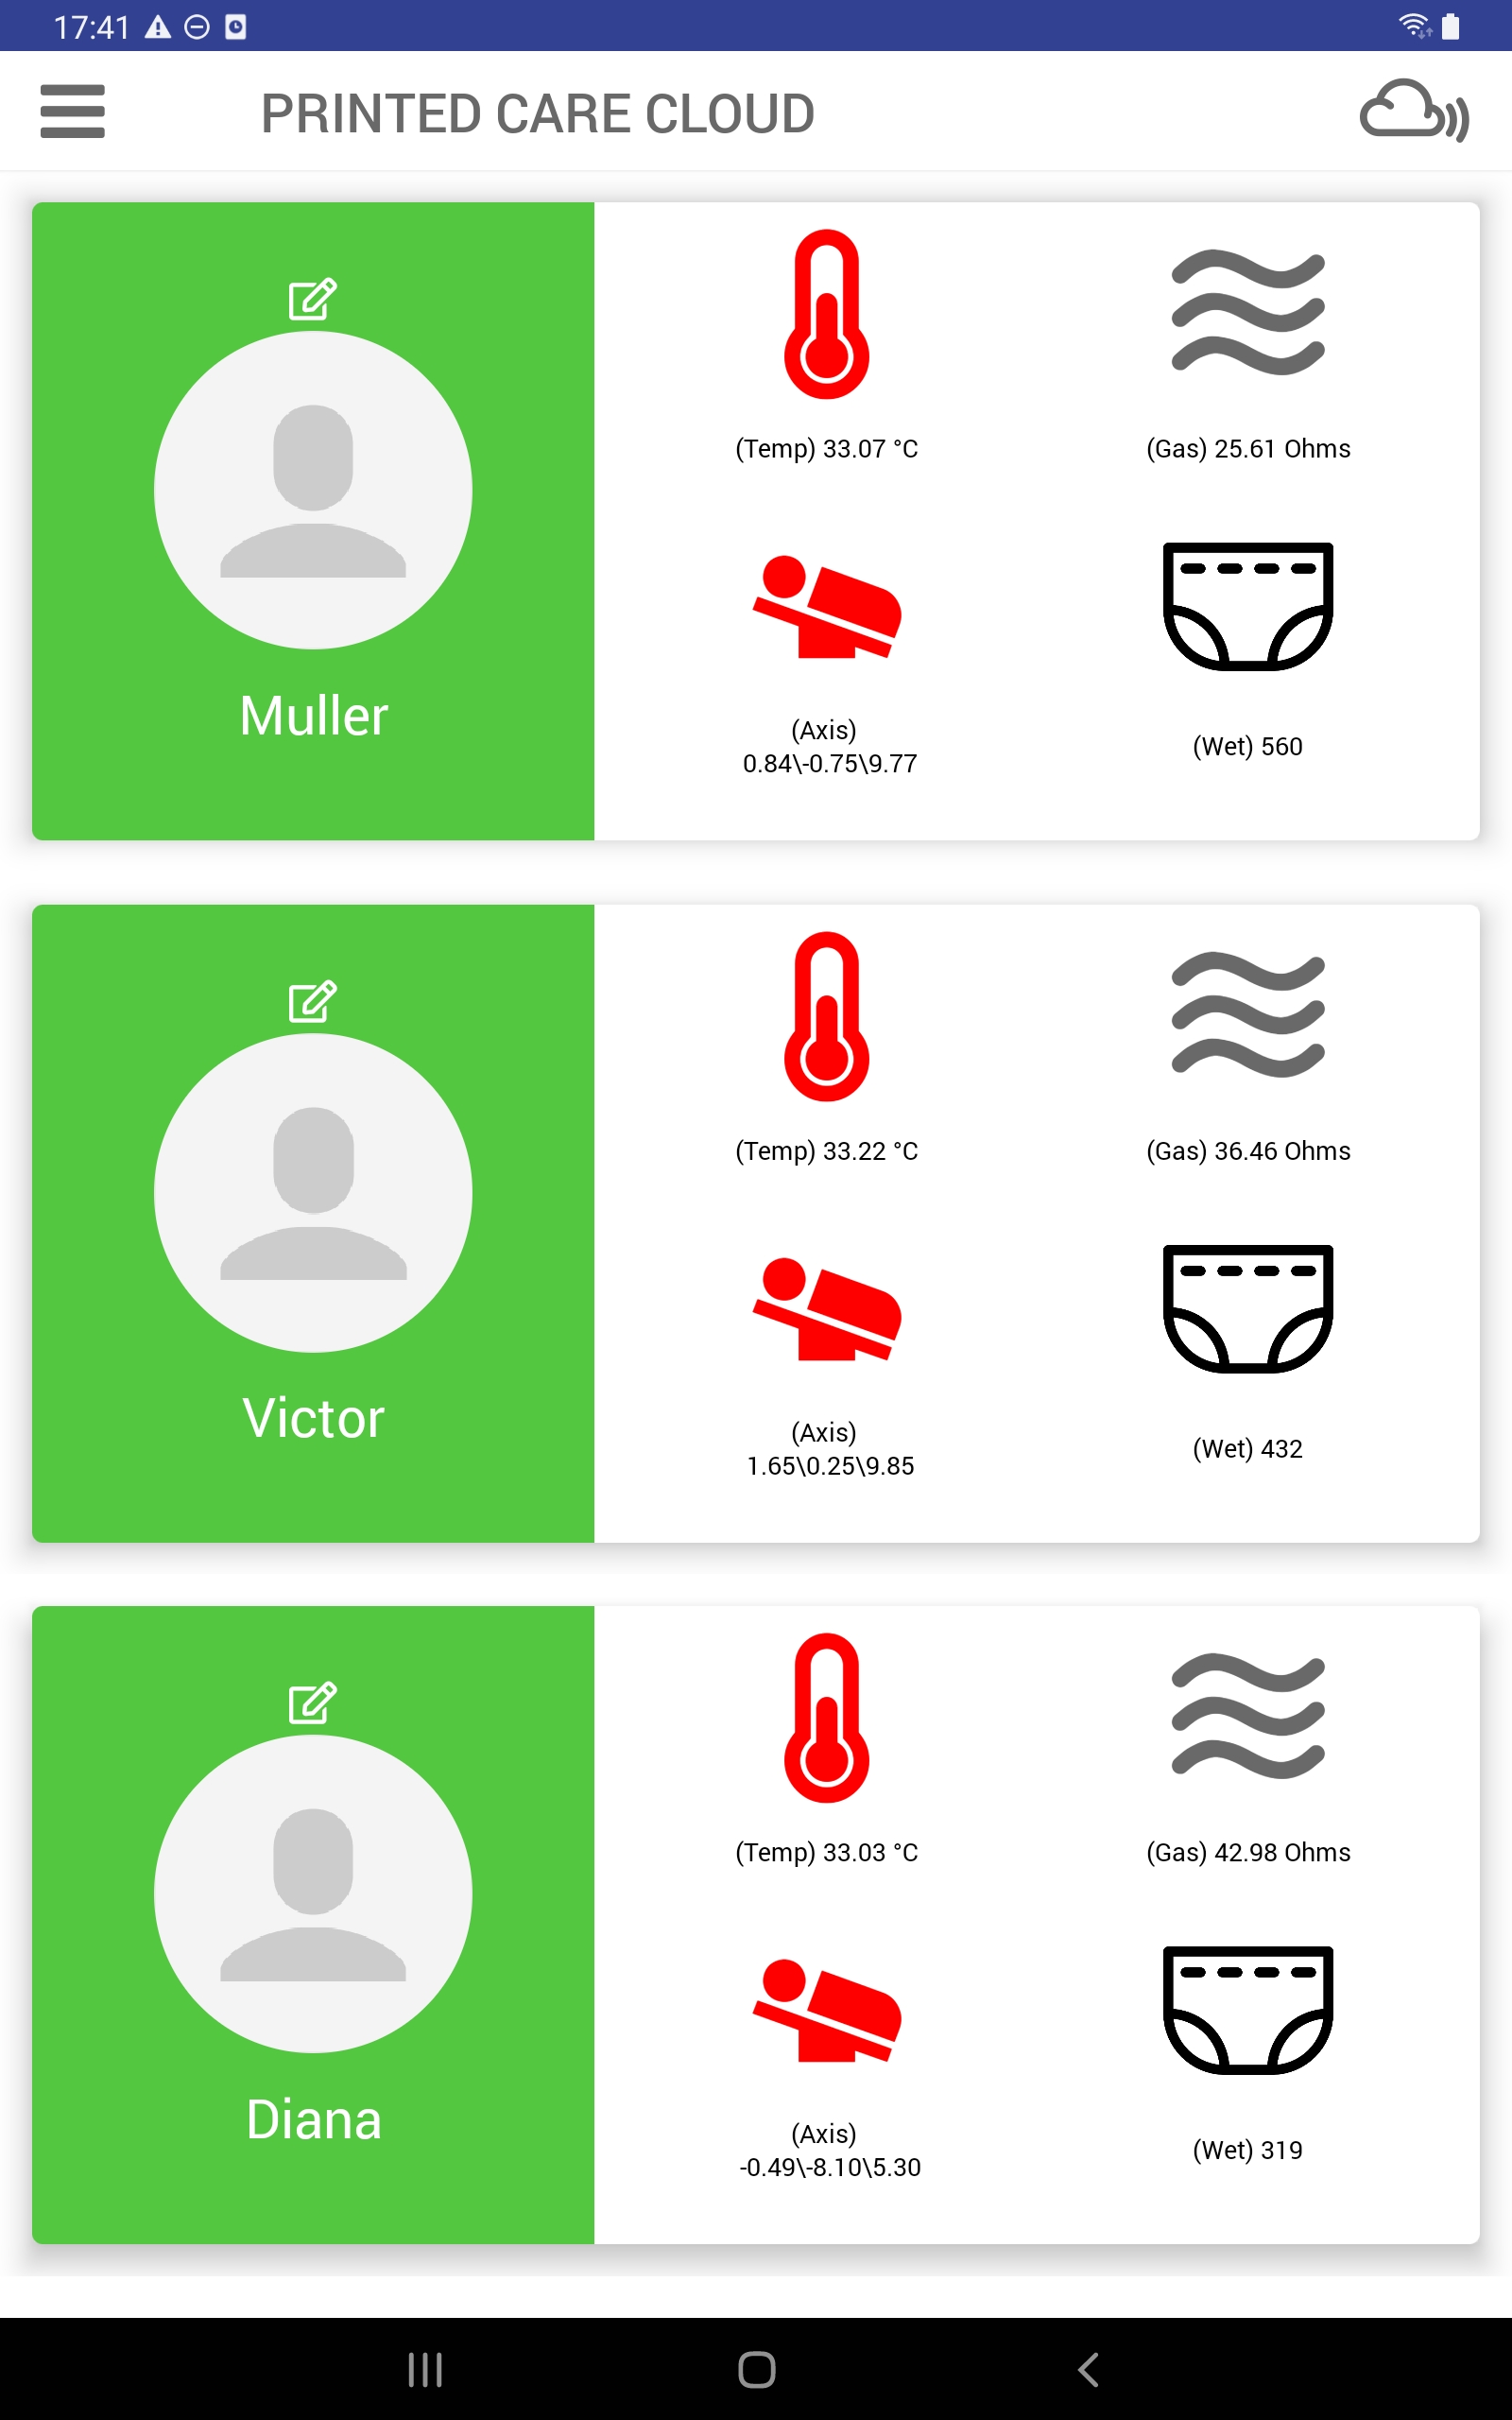 17:41
PRINTED CARE CLOUD
(Temp) 33.07 °C
(Gas) 25.61 Ohms
Muller
(Axis)
0.84\-0.75\9.77
(Wet) 560
(Temp) 33.22 °C
(Gas) 36.46 Ohms
Victor
(Axis)
1.65\0.25\9.85
(Wet) 432
(Temp) 33.03 °C
(Gas) 42.98 Ohms
Diana
(Axis)
-0.49\-8.10\5.30
(Wet) 319